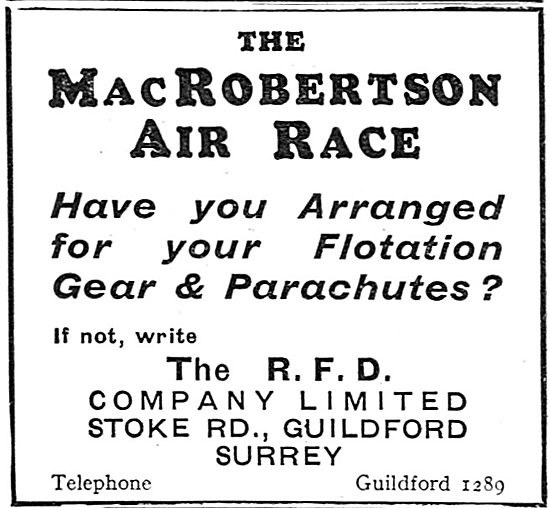 THE
MACROBERTSON
AIR RACE
Have you Arranged
for your Flotation
Gear & Parachutes?
If not, write
The R. F. D.
COMPANY LIMITED
STOKE RD., GUILDFORD
SURREY
Telephone Guildford 1289